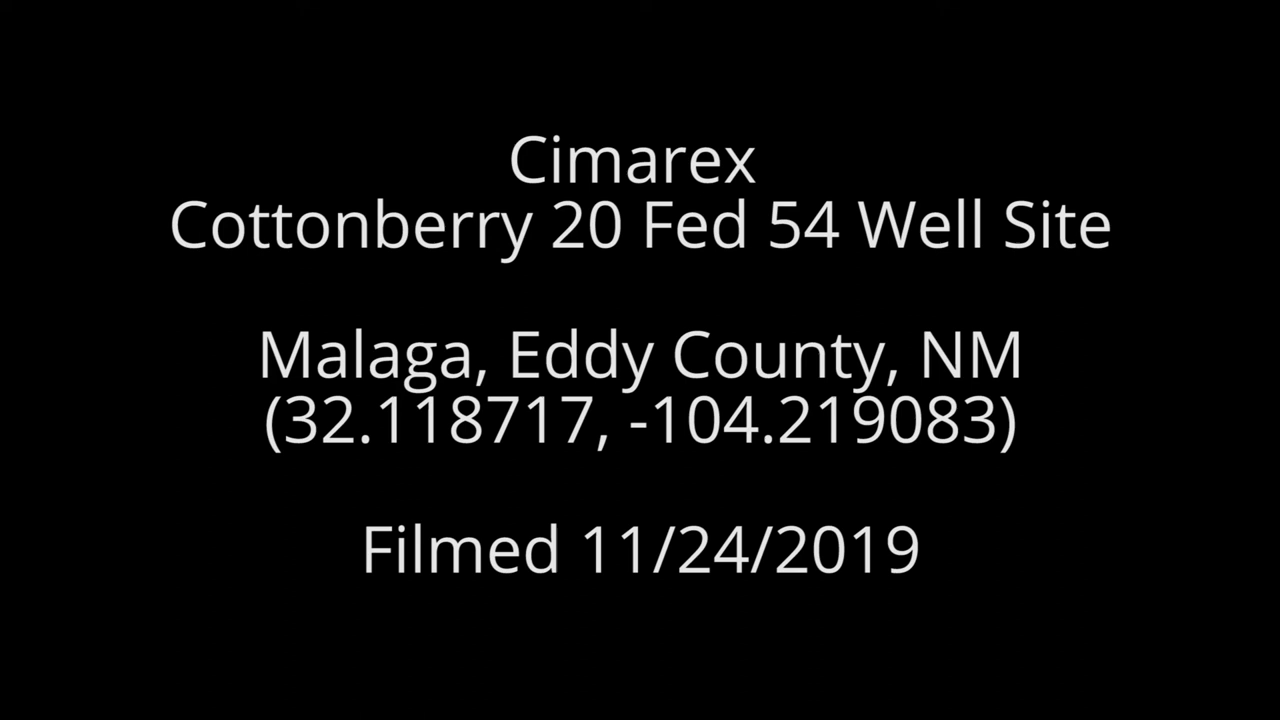 Cimarex
Cottonberry 20 Fed 54 Well Site
Malaga, Eddy County, NM
(32.118717, -104.219083)
Filmed 11/24/2019